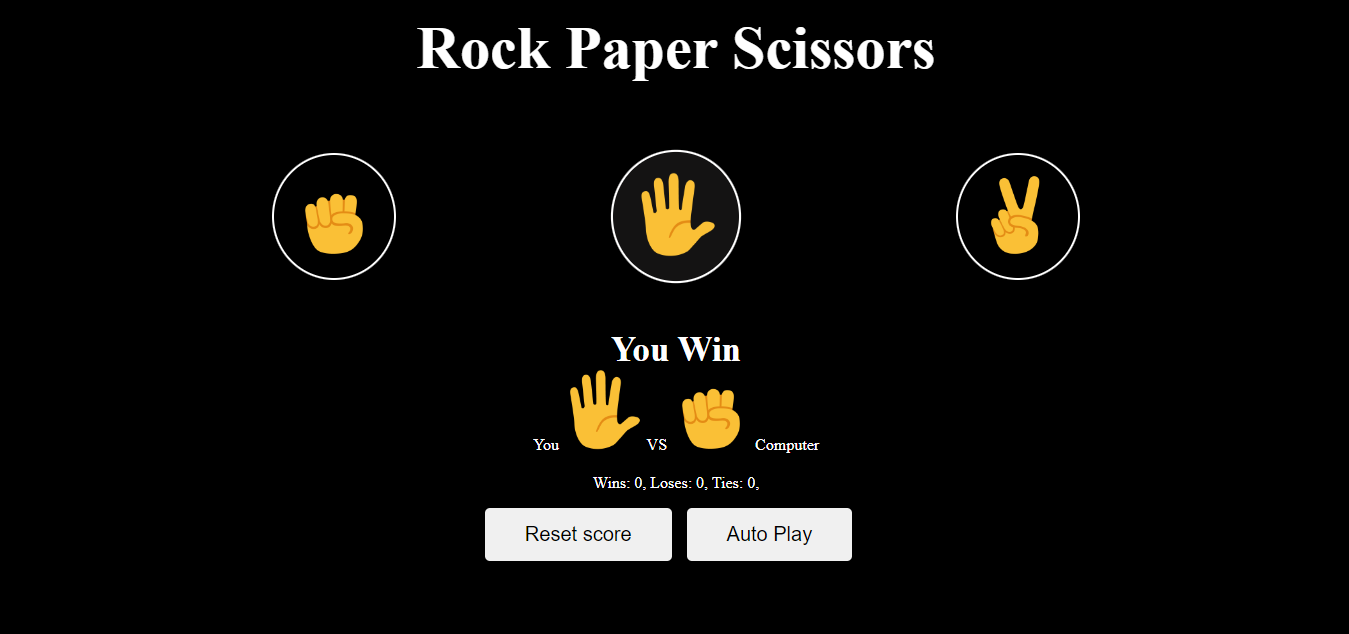 Rock Paper Scissors
You Win
You VS Computer
Wins: 0, Loses: 0, Ties: 0,
Reset score Auto Play